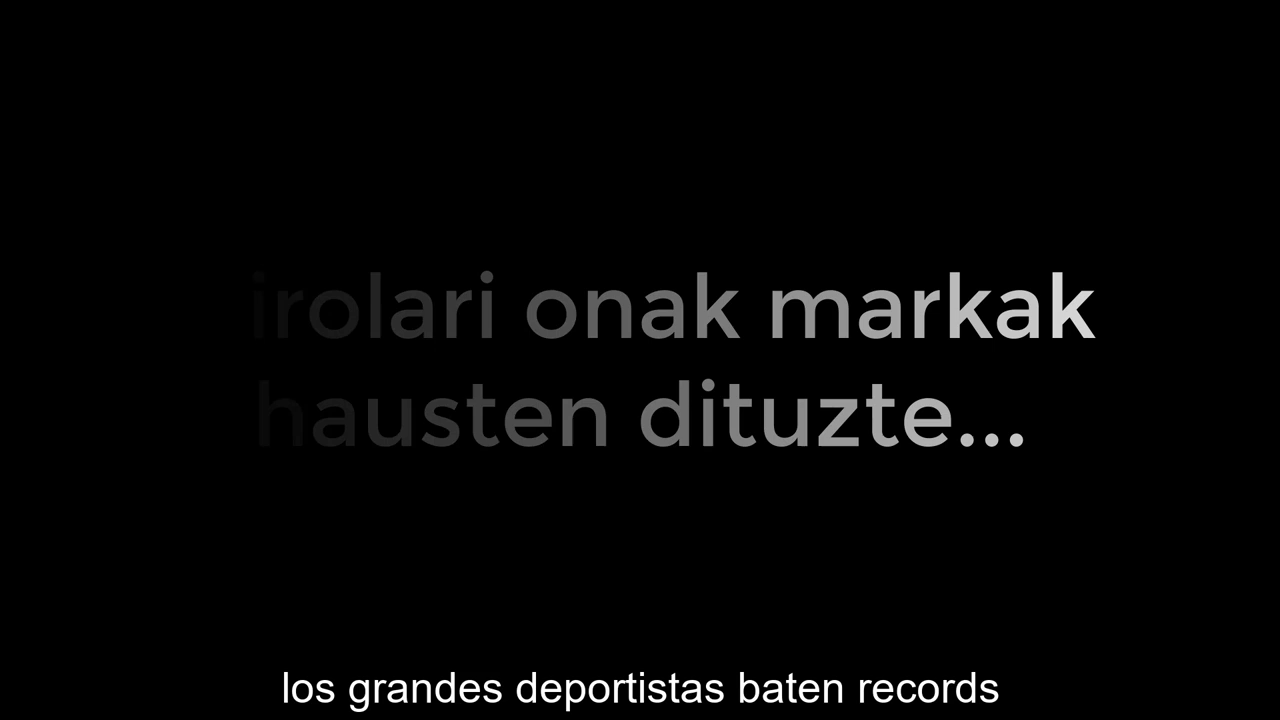 irolari onak markak
hausten dituzte...
los grandes deportistas baten records